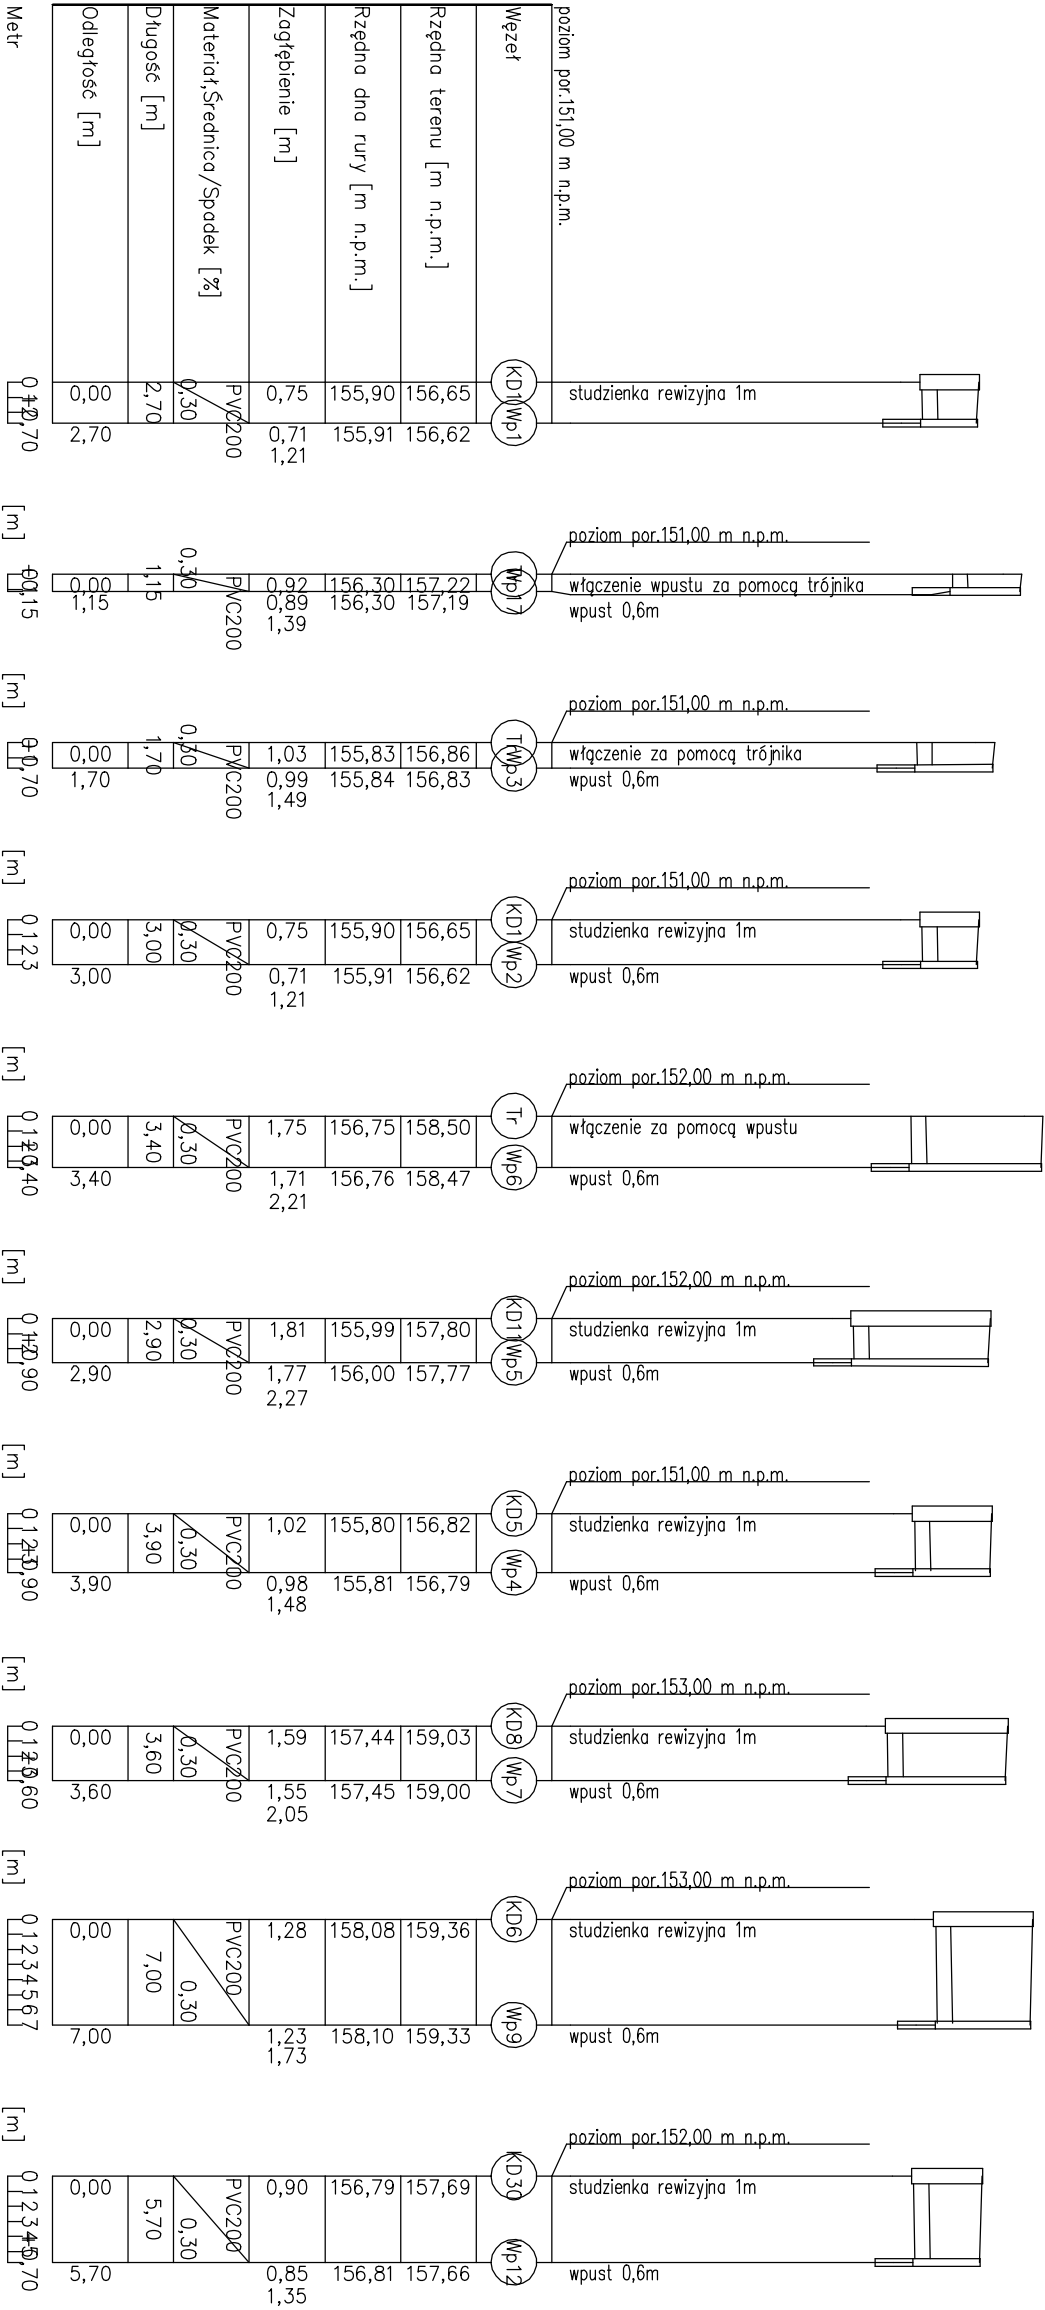 poziom por.151,00 m n.p.m.
Węzeł
Rzędna terenu [m n.p.m.]
Rzędna dna rury [m n.p.m.]
Zagłębienie [m]
Materiał,Średnica/Spadek [%]
Długość [m]
Odległość [m]
Metr
[m]
Wp1
studzienka rewizyjna 1m
156,65
155,90
0,75
PVC200
0,30
2,70
0,00
156,62
155,91
0,71
1,21
2,70
poziom por.151,00 m n.p.m.
włączenie wpustu za pomocą trójnika
wpust 0,6m
157,22
156,30
0,92
PVC200
0,30
1,15
0,00
157,19
156,30
0,89
1,39
1,15
[m]
poziom por.151,00 m n.p.m.
Wp3
włączenie za pomocą trójnika
wpust 0,6m
156,86
155,83
1,03
PVC200
0,30
1,70
0,00
156,83
155,84
0,99
1,49
1,70
[m]
poziom por.151,00 m n.p.m.
KD1
Wp2
studzienka rewizyjna 1m
wpust 0,6m
156,65
155,90
0,75
PVC200
0,30
3,00
0,00
156,62
155,91
0,71
1,21
3,00
0 1 2 3
[m]
poziom por.152,00 m n.p.m.
Tr
Wp6
włączenie za pomocą wpustu
wpust 0,6m
158,50
156,75
1,75
PVC200
0,30
3,40
0,00
158,47
156,76
1,71
2,21
3,40
[m]
poziom por.152,00 m n.p.m.
KD11
Wp5
studzienka rewizyjna 1m
wpust 0,6m
157,80
155,99
1,81
PVC200
0,30
2,90
0,00
157,77
156,00
1,77
2,27
2,90
[m]
poziom por.151,00 m n.p.m.
KD5
Wp4
studzienka rewizyjna 1m
wpust 0,6m
156,82
155,80
1,02
PVC200
0,30
3,90
0,00
156,79
155,81
0,98
1,48
3,90
[m]
poziom por.153,00 m n.p.m.
KD8
Wp7
studzienka rewizyjna 1m
wpust 0,6m
159,03
157,44
1,59
PVC200
0,30
3,60
0,00
159,00
157,45
1,55
2,05
3,60
[m]
poziom por.153,00 m n.p.m.
KD6
Wp9
studzienka rewizyjna 1m
wpust 0,6m
159,36
158,08
1,28
PVC200
0,30
7,00
0,00
159,33
158,10
1,23
1,73
7,00
0 1 2 3 4 5 6 7
[m]
poziom por.152,00 m n.p.m.
KD30
Wp12
studzienka rewizyjna 1m
wpust 0,6m
157,69
156,79
0,90
PVC200
0,30
5,70
0,00
157,66
156,81
0,85
1,35
5,70